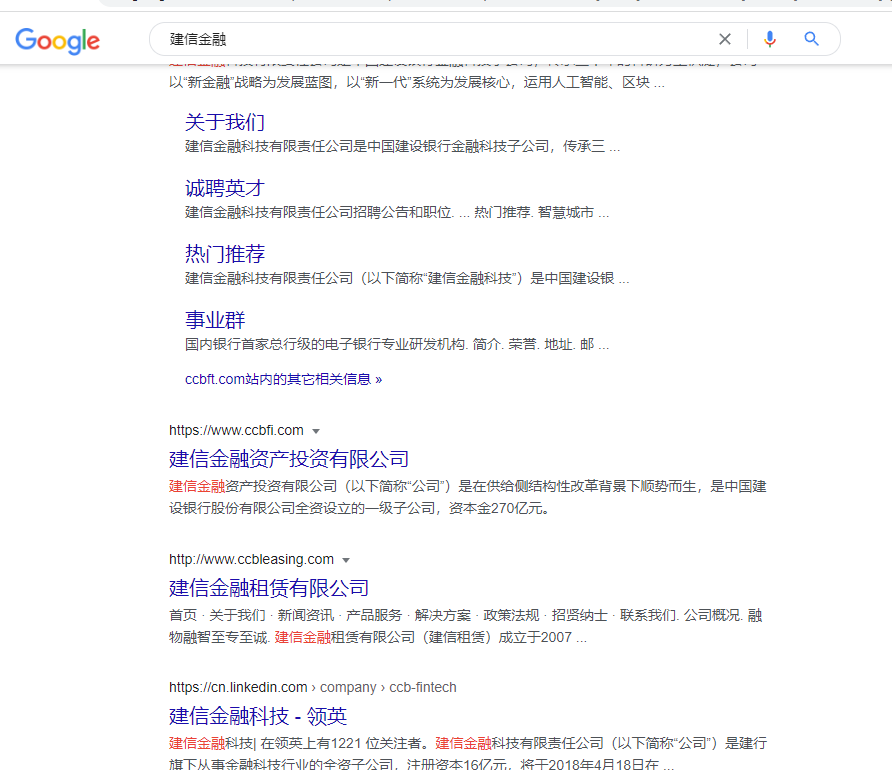 Google
建信金融
以“新金融”战略为发展蓝图，以“新一代”系统为发展核心，运用人工智能、区块 ...
关于我们
建信金融科技有限责任公司是中国建设银行金融科技子公司，传承三 ...
诚聘英才
建信金融科技有限责任公司招聘公告和职位. ... 热门推荐. 智慧城市 ...
热门推荐
建信金融科技有限责任公司（以下简称“建信金融科技”）是中国建设银 ...
事业群
国内银行首家总行级的电子银行专业研发机构. 简介. 荣誉. 地址. 邮 ...
ccbft.com站内的其它相关信息 »
https://www.ccbfi.com
建信金融资产投资有限公司
建信金融资产投资有限公司（以下简称“公司”）是在供给侧结构性改革背景下顺势而生，是中国建
设银行股份有限公司全资设立的一级子公司，资本金270亿元。
http://www.ccbleasing.com
建信金融租赁有限公司
首页 · 关于我们 · 新闻资讯 · 产品服务 · 解决方案 · 政策法规 · 招贤纳士 · 联系我们. 公司概况. 融
物融智至专至诚. 建信金融租赁有限公司（建信租赁）成立于2007 ...
https://cn.linkedin.com › company › ccb-fintech
建信金融科技 - 领英
建信金融科技| 在领英上有1221 位关注者。建信金融科技有限责任公司（以下简称“公司”）是建行
旗下从事金融科技行业的全资子公司，注册资本16亿元，将于2018年4月18日在 ...